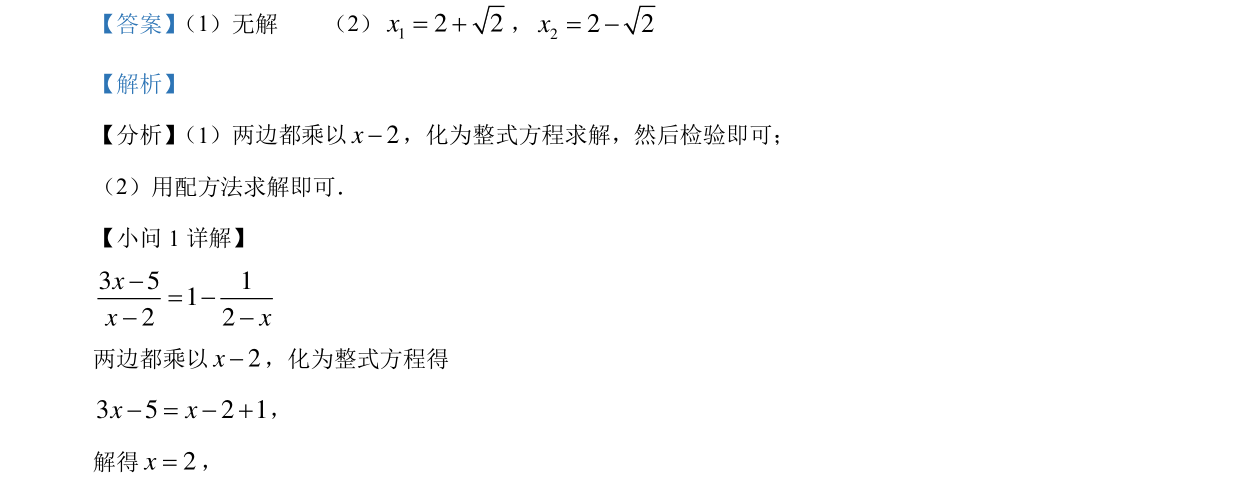 【答案】（1）无解 （2）x₁ = 2 + √2，x₂ = 2 − √2
【解析】
【分析】（1）两边都乘以 x − 2，化为整式方程求解，然后检验即可；
（2）用配方法求解即可．
【小问 1 详解】
(3x − 5)/(x − 2) = 1 − 1/(2 − x)
两边都乘以 x − 2，化为整式方程得
3x − 5 = x − 2 + 1，
解得 x = 2，